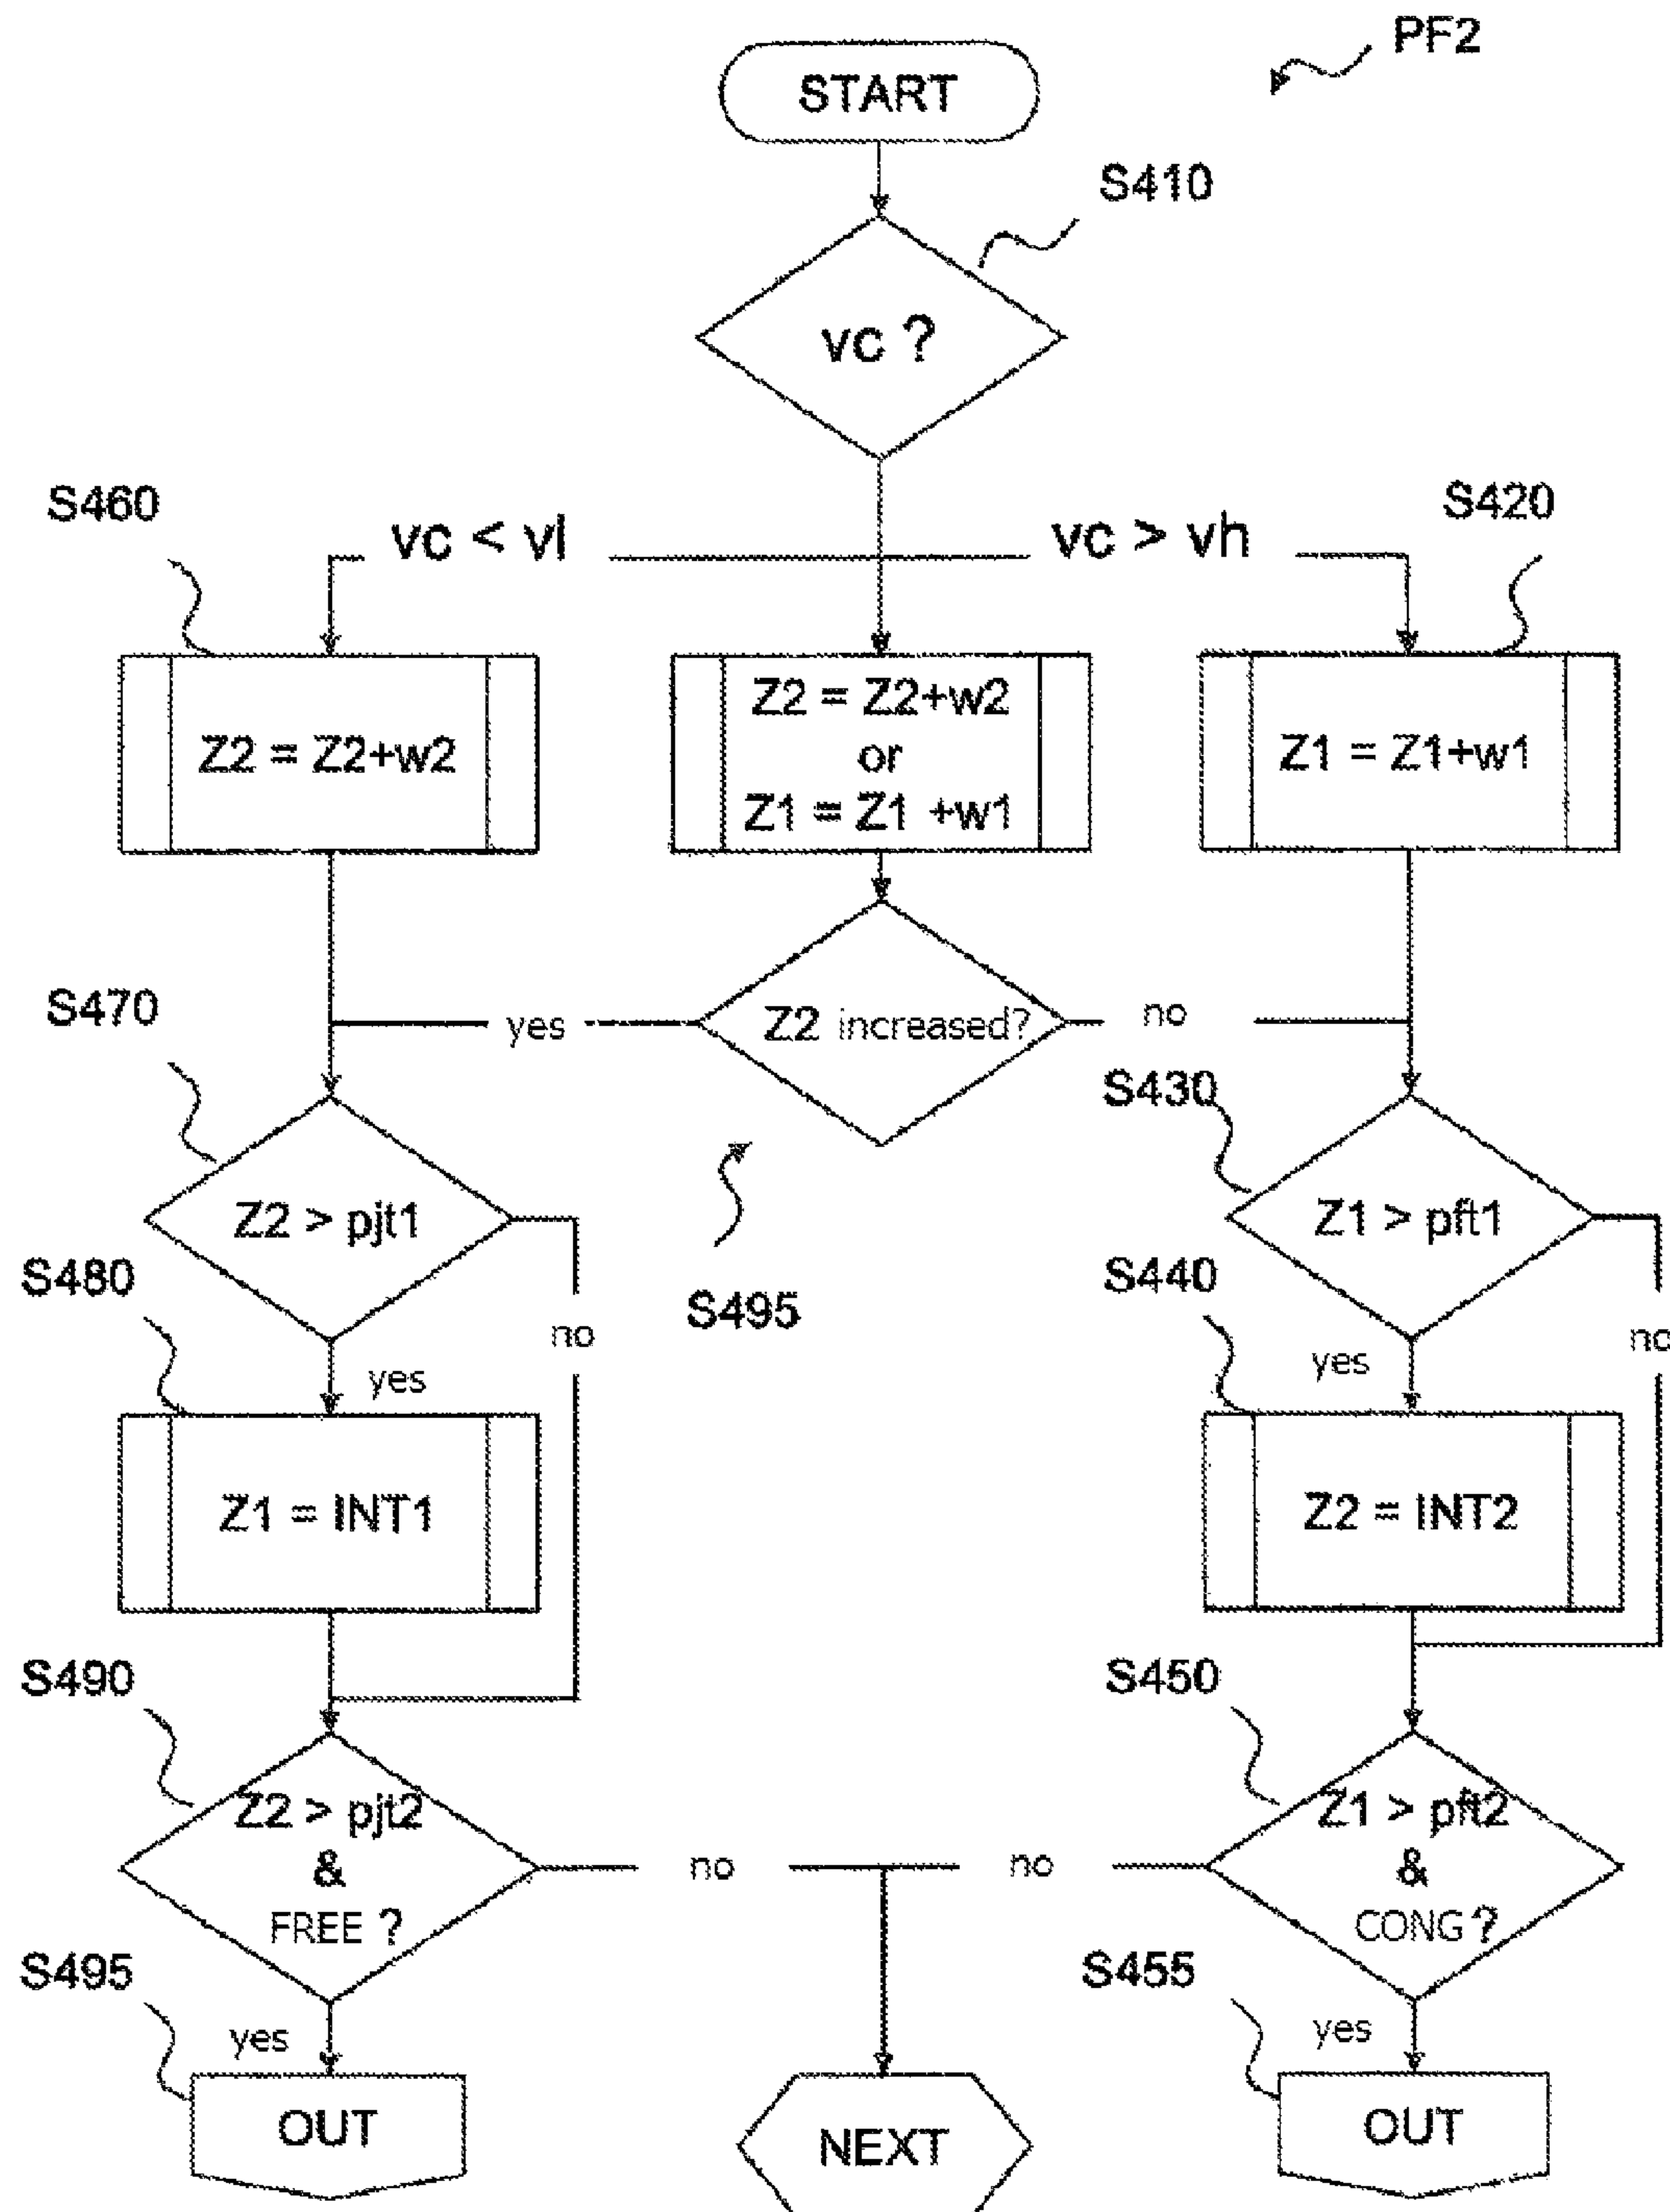 PF2
START
S410
vc ?
S460
vc < vl
vc > vh
S420
Z2 = Z2+w2
Z2 = Z2+w2
or
Z1 = Z1 +w1
Z1 = Z1+w1
S470
yes
Z2 increased?
no
S430
Z2 > pjt1
Z1 > pft1
S480
S495
S440
no
no
yes
yes
Z1 = INT1
Z2 = INT2
S490
S450
Z2 > pjt2
&
FREE ?
no
no
Z1 > pft2
&
CONG ?
S495
S455
yes
yes
OUT
NEXT
OUT